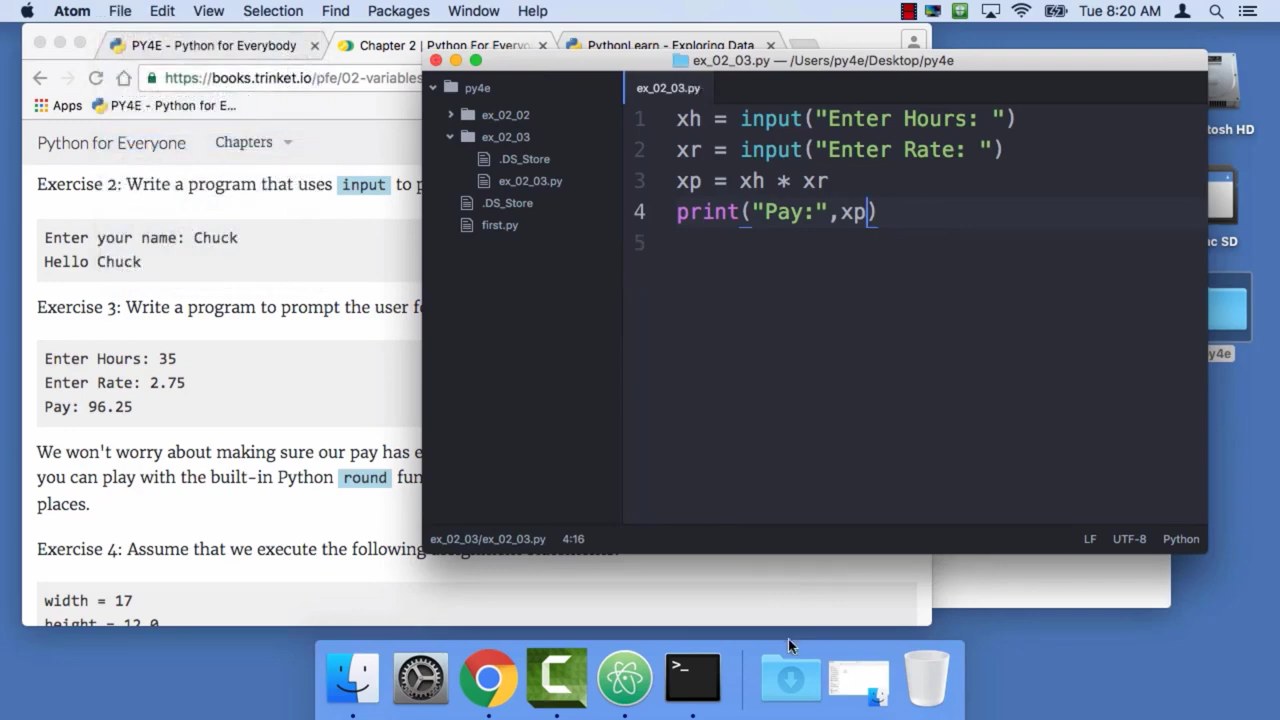 Atom File Edit View Selection Find Packages Window Help Tue 8:20 AM
PY4E - Python for Everybody
Chapter 2 | Python For Everyo
PythonLearn - Exploring Data
https://books.trinket.io/pfe/02-variables
Apps PY4E - Python for E...
Python for Everyone Chapters
Exercise 2: Write a program that uses input to
Enter your name: Chuck
Hello Chuck
Exercise 3: Write a program to prompt the user
Enter Hours: 35
Enter Rate: 2.75
Pay: 96.25
We won't worry about making sure our pay has
you can play with the built-in Python round
places.
Exercise 4: Assume that we execute the following
width = 17
height = 12.0
ex_02_03.py — /Users/py4e/Desktop/py4e
py4e
ex_02_02
ex_02_03
.DS_Store
ex_02_03.py
.DS_Store
first.py
ex_02_03.py
1 xh = input("Enter Hours: ")
2 xr = input("Enter Rate: ")
3 xp = xh * xr
4 print("Pay:",xp)
5
ex_02_03/ex_02_03.py 4:16 LF UTF-8 Python
tosh HD
SD
y4e
>_